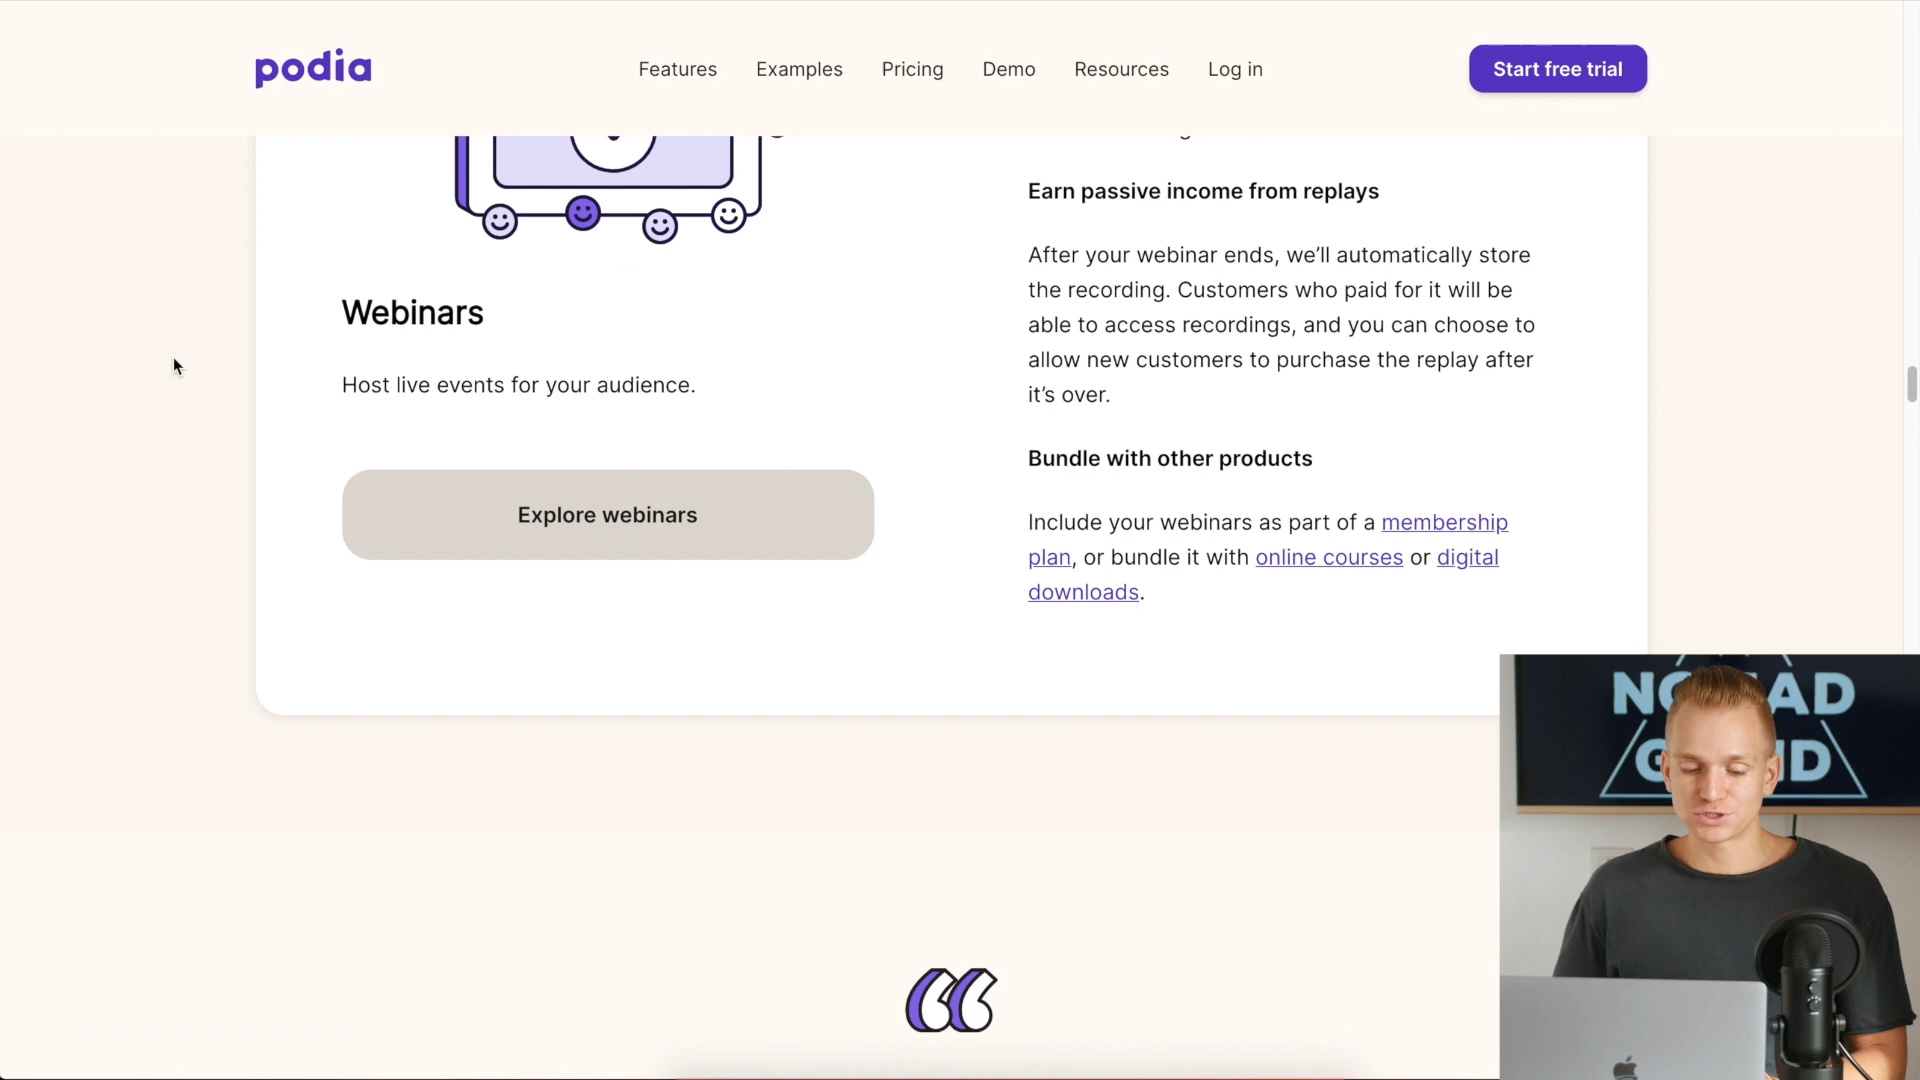 podia
Features Examples Pricing Demo Resources Log in
Start free trial
Webinars
Host live events for your audience.
Explore webinars
Earn passive income from replays
After your webinar ends, we’ll automatically store
the recording. Customers who paid for it will be
able to access recordings, and you can choose to
allow new customers to purchase the replay after
it’s over.
Bundle with other products
Include your webinars as part of a membership
plan, or bundle it with online courses or digital
downloads.